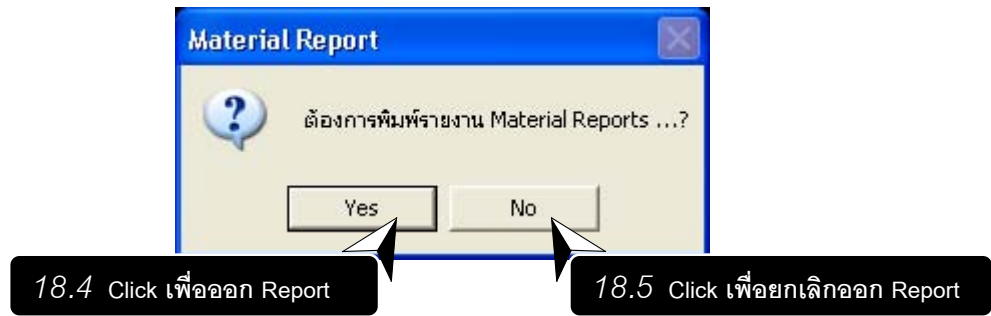 Material Report
ต้องการพิมพ์รายงาน Material Reports ...?
Yes No
18.4 Click เพื่อออก Report
18.5 Click เพื่อยกเลิกออก Report